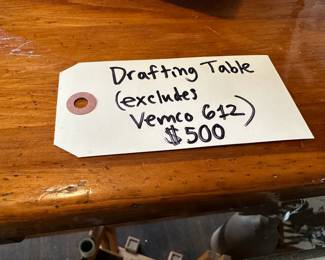 Drafting Table
(excludes
Vemco 612)
$500